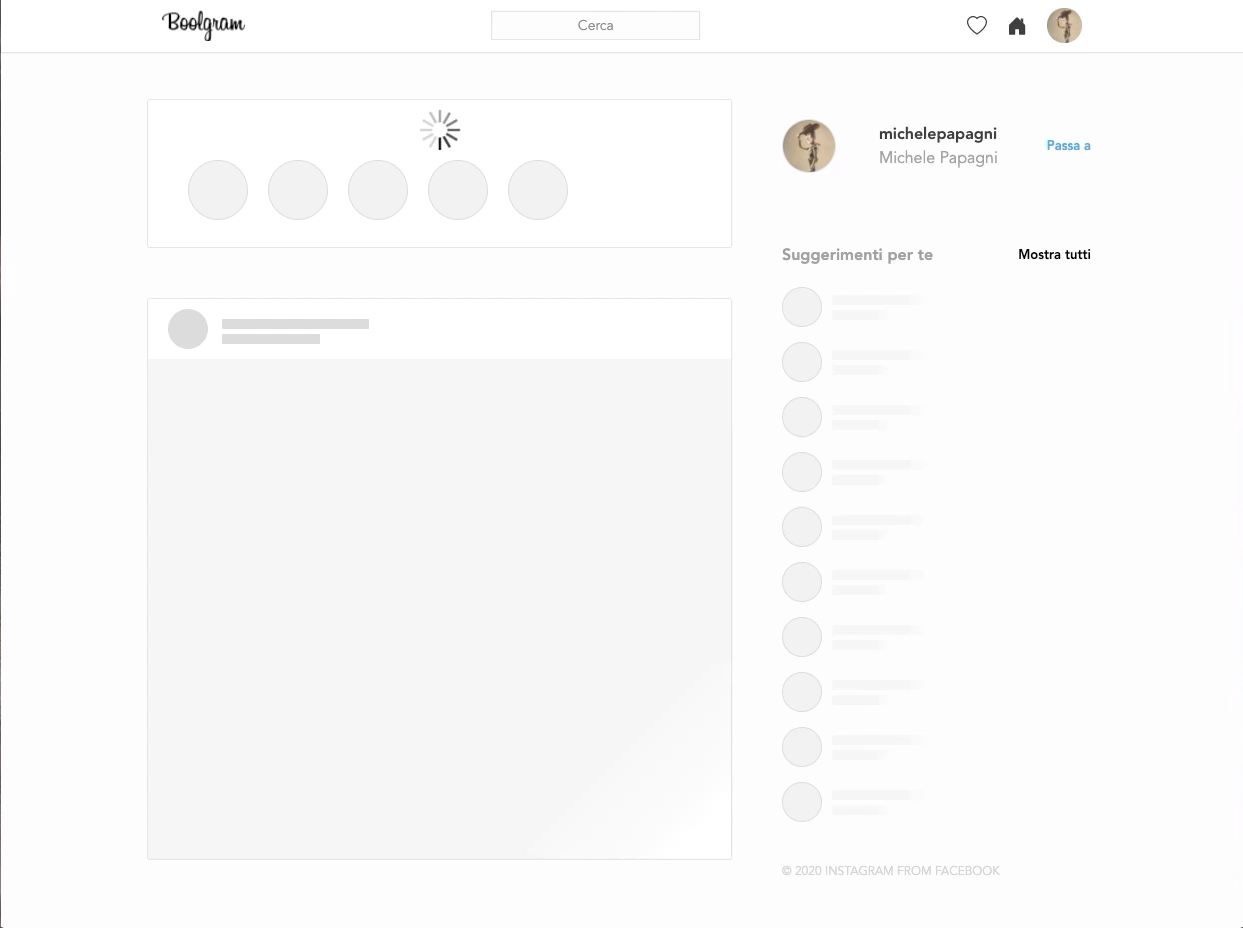 Boolgram
Cerca
michelepapagni
Michele Papagni
Passa a
Suggerimenti per te
Mostra tutti
© 2020 INSTAGRAM FROM FACEBOOK